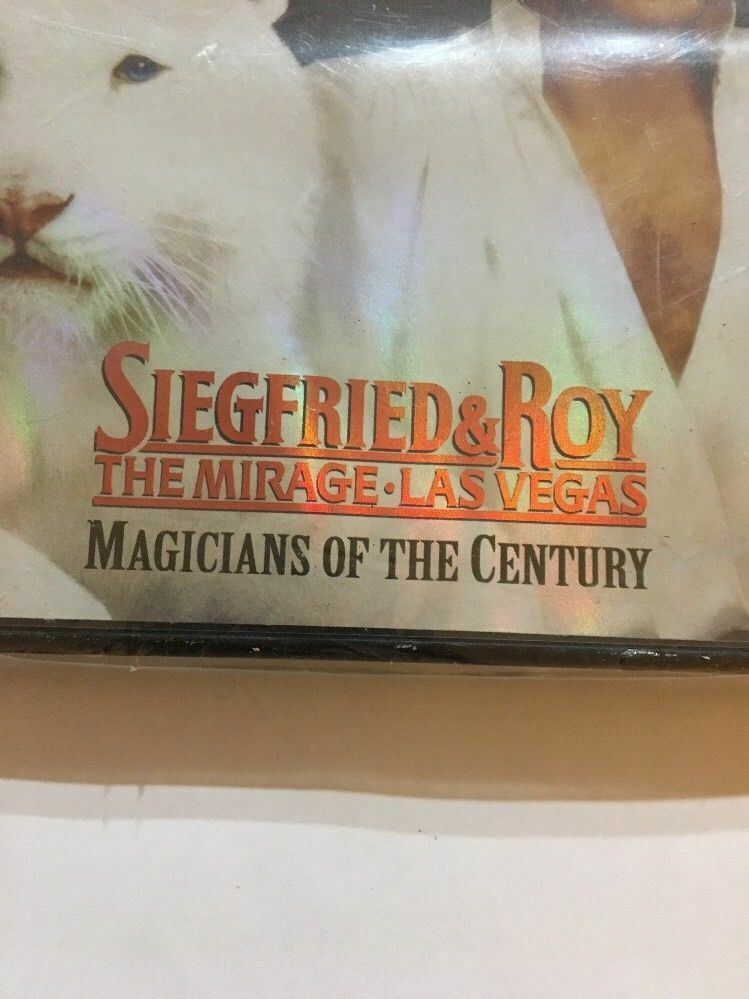 SIEGFRIED & ROY
THE MIRAGE • LAS VEGAS
MAGICIANS OF THE CENTURY